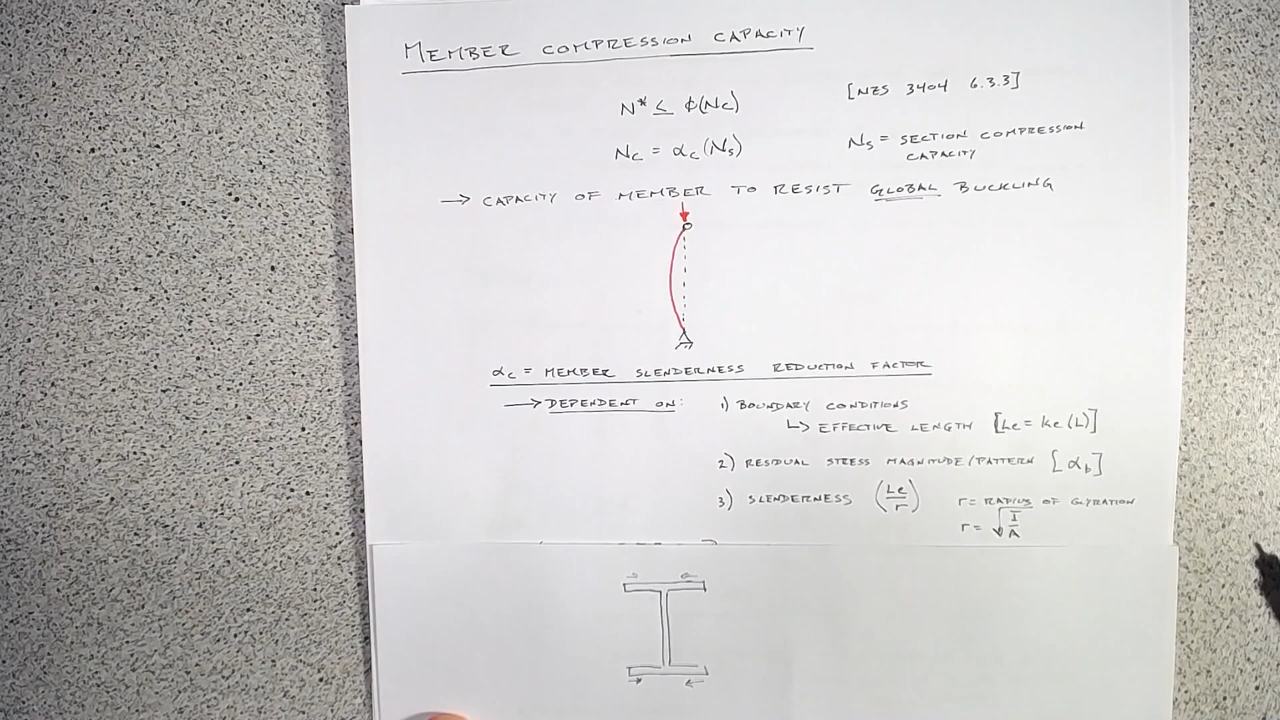 MEMBER COMPRESSION CAPACITY
N* ≤ ϕ(Nc) [NZS 3404 6.3.3]
Nc = αc(Ns) Ns = SECTION COMPRESSION CAPACITY
→ CAPACITY OF MEMBER TO RESIST GLOBAL BUCKLING
αc = MEMBER SLENDERNESS REDUCTION FACTOR
→ DEPENDENT ON: 1) BOUNDARY CONDITIONS
↳ EFFECTIVE LENGTH [Le = ke(L)]
2) RESIDUAL STRESS MAGNITUDE/PATTERN [αb]
3) SLENDERNESS (Le/r) r = RADIUS OF GYRATION
r = √(I/A)